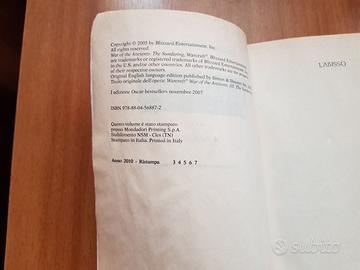 Copyright © 2005 by Blizzard Entertainment, Inc.
All rights reserved.
War of the Ancients: The Sundering, Warcraft, Blizzard Entertainment
are trademarks or registered trademarks of Blizzard Entertainment
in the U.S. and/or other countries. All other trademarks are the property
of their respective owners.
Original English language edition published by Simon & Shuster
Titolo originale dell'opera: Warcraft War of the Ancients, III. The
I edizione Oscar bestsellers novembre 2007
ISBN 978-88-04-56887-2
Questo volume è stato stampato
presso Mondadori Printing S.p.A.
Stabilimento NSM - Cles (TN)
Stampato in Italia. Printed in Italy
Anno 2010 - Ristampa 3 4 5 6 7
L'ABISSO
subito